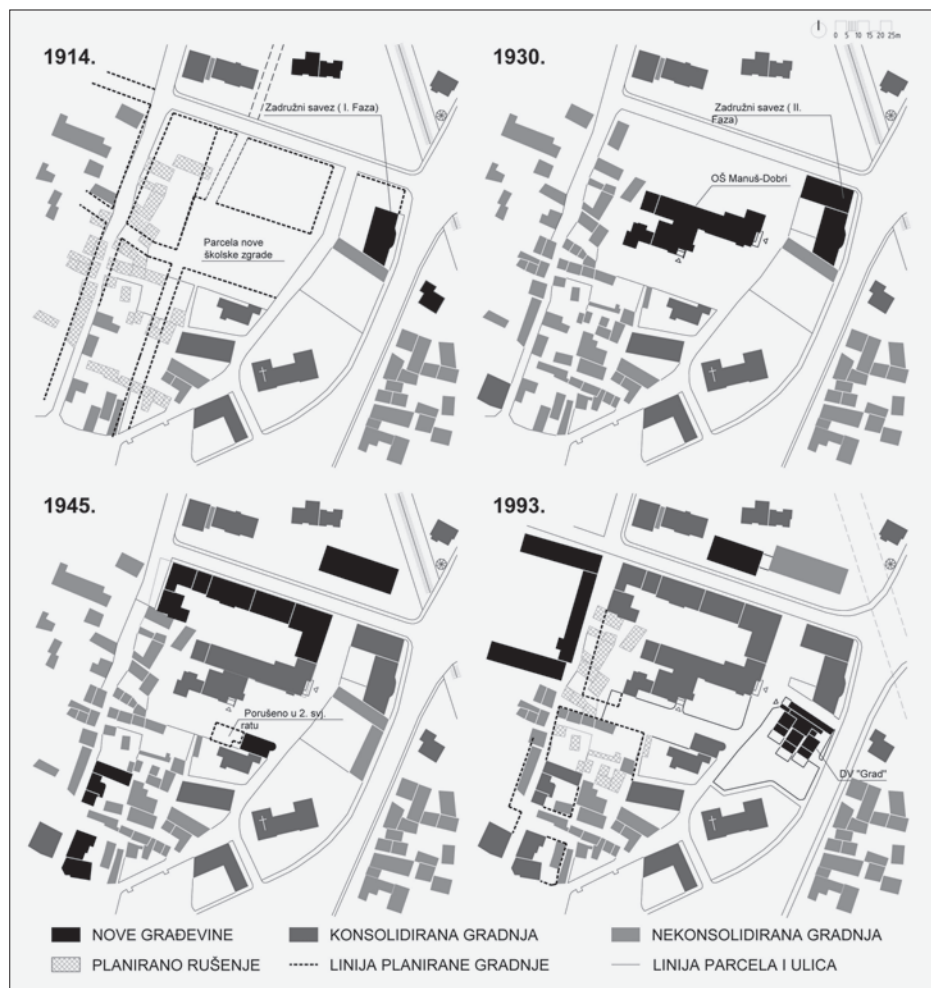 0 5 10 15 20 25m
1914.
Zadružni savez ( I. Faza)
Parcela nove
školske zgrade
1930.
Zadružni savez ( II.
Faza)
OŠ Manuš-Dobri
1945.
Porušeno u 2. svj.
ratu
1993.
DV "Grad"
NOVE GRAĐEVINE
KONSOLIDIRANA GRADNJA
NEKONSOLIDIRANA GRADNJA
PLANIRANO RUŠENJE
LINIJA PLANIRANE GRADNJE
LINIJA PARCELA I ULICA